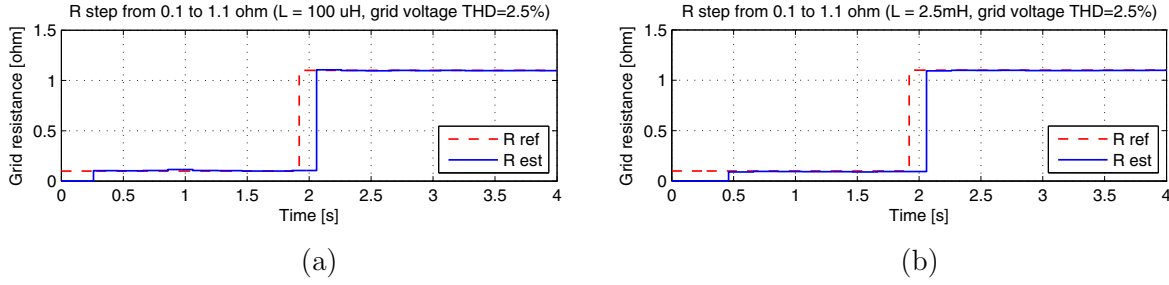 R step from 0.1 to 1.1 ohm (L = 100 uH, grid voltage THD=2.5%)
Grid resistance [ohm]
1.5
1
0.5
0
0 0.5 1 1.5 2 2.5 3 3.5 4
Time [s]
R ref
R est
(a)
R step from 0.1 to 1.1 ohm (L = 2.5mH, grid voltage THD=2.5%)
Grid resistance [ohm]
1.5
1
0.5
0
0 0.5 1 1.5 2 2.5 3 3.5 4
Time [s]
R ref
R est
(b)